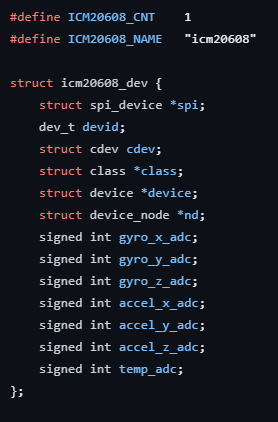 #define ICM20608_CNT    1
#define ICM20608_NAME   "icm20608"

struct icm20608_dev {
    struct spi_device *spi;
    dev_t devid;
    struct cdev cdev;
    struct class *class;
    struct device *device;
    struct device_node *nd;
    signed int gyro_x_adc;
    signed int gyro_y_adc;
    signed int gyro_z_adc;
    signed int accel_x_adc;
    signed int accel_y_adc;
    signed int accel_z_adc;
    signed int temp_adc;
};